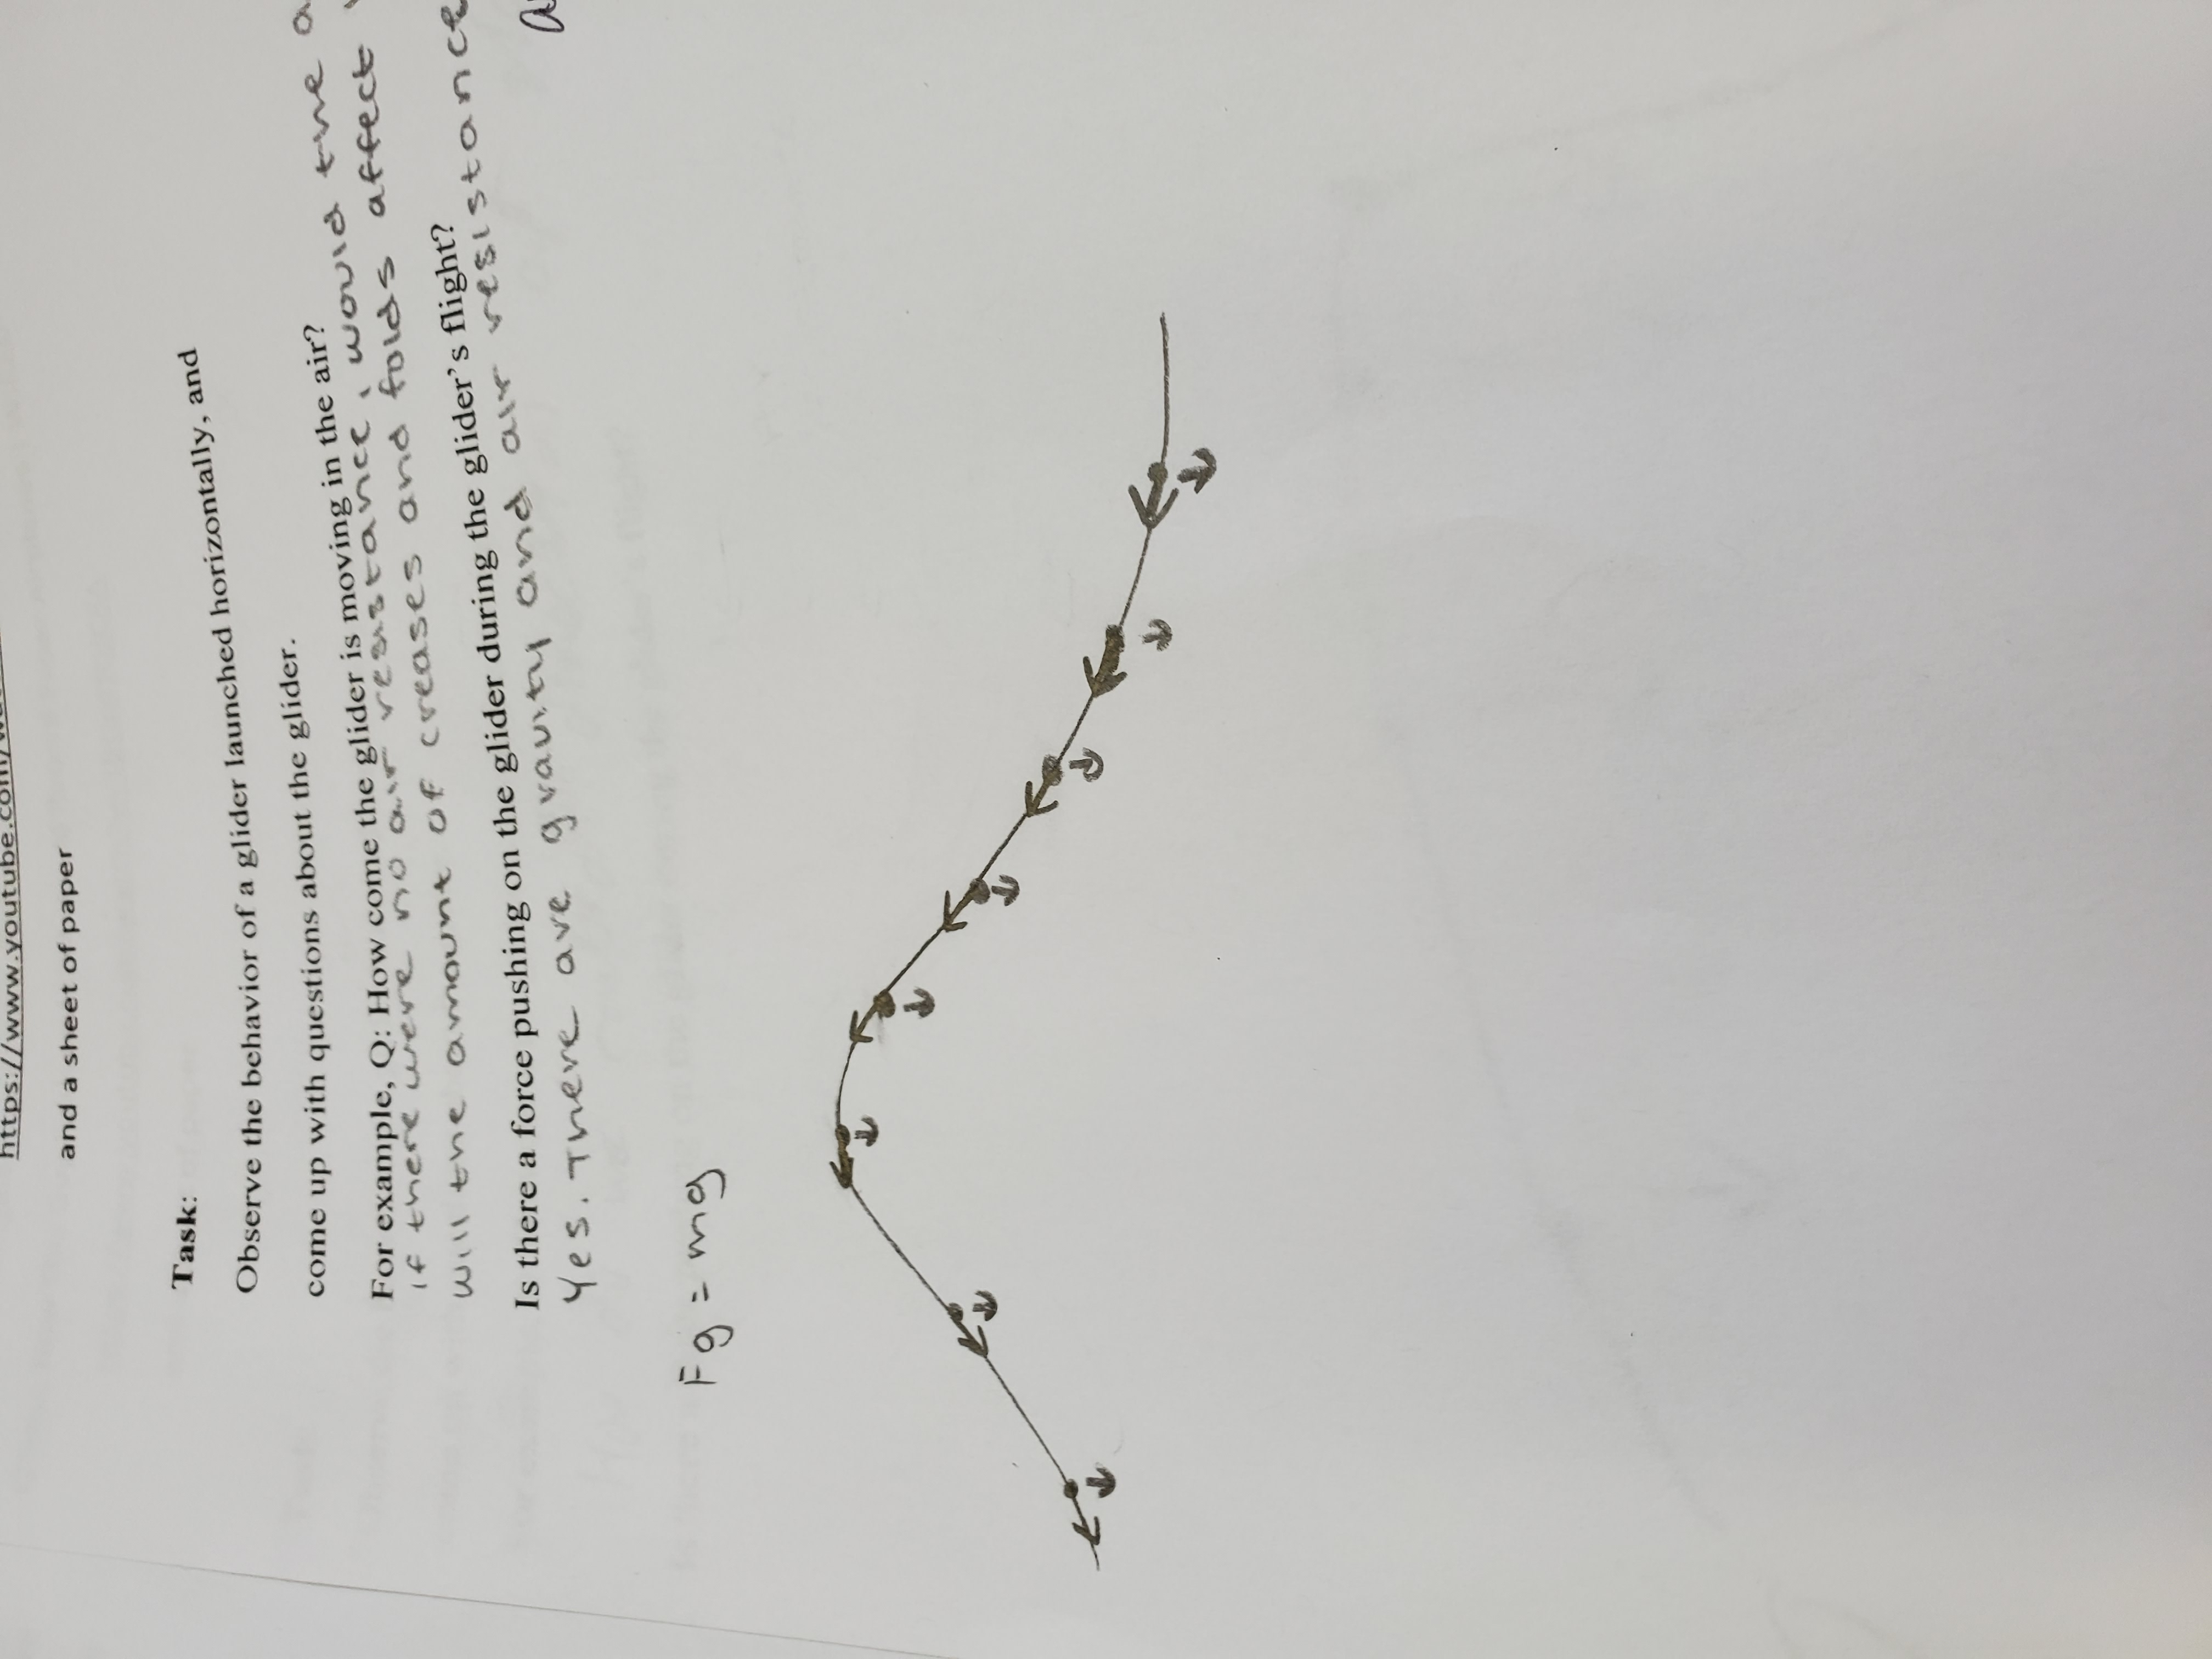 https://www.youtube.com/
and a sheet of paper
Task:
Observe the behavior of a glider launched horizontally, and
come up with questions about the glider.
For example, Q: How come the glider is moving in the air?
If there were no air resistance, would the a
Will the amount of creases and folds affect
Is there a force pushing on the glider during the glider's flight?
Yes. There are gravity and air resistance
Fg = mg